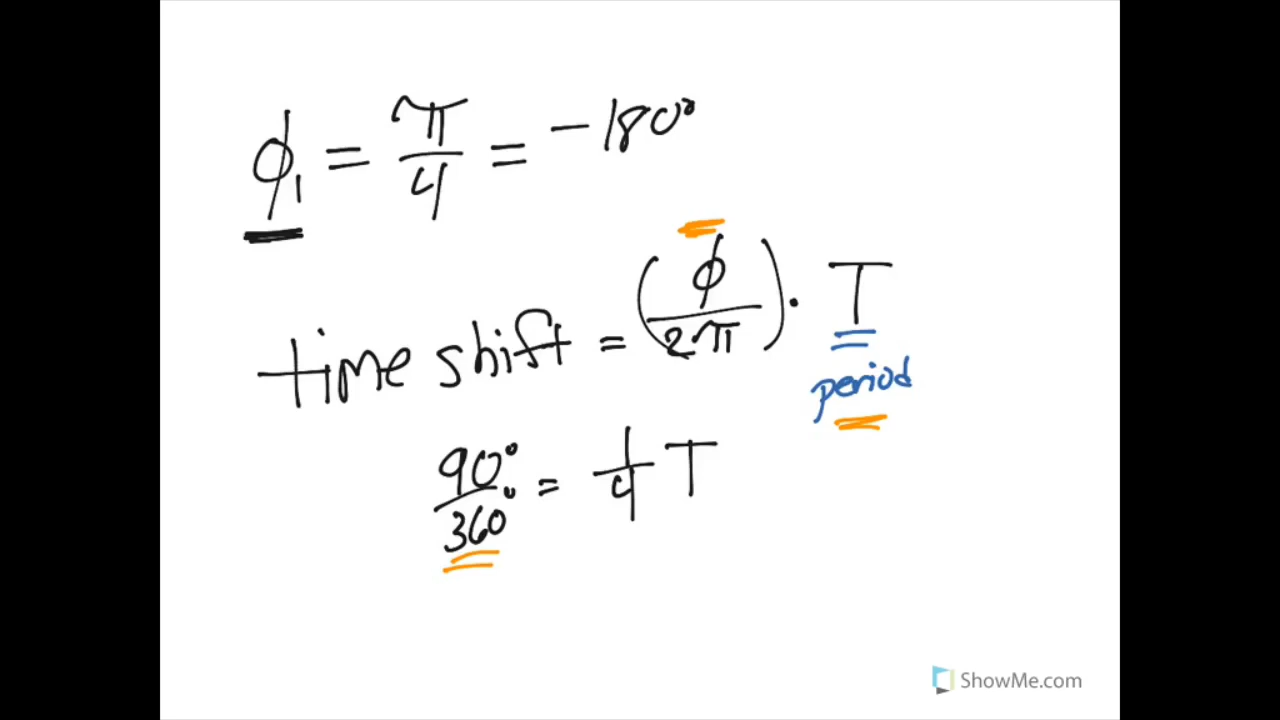 ϕ₁ = π/4 = -180°
time shift = (ϕ/2π) · T
period
90°/360° = 1/4 T
ShowMe.com